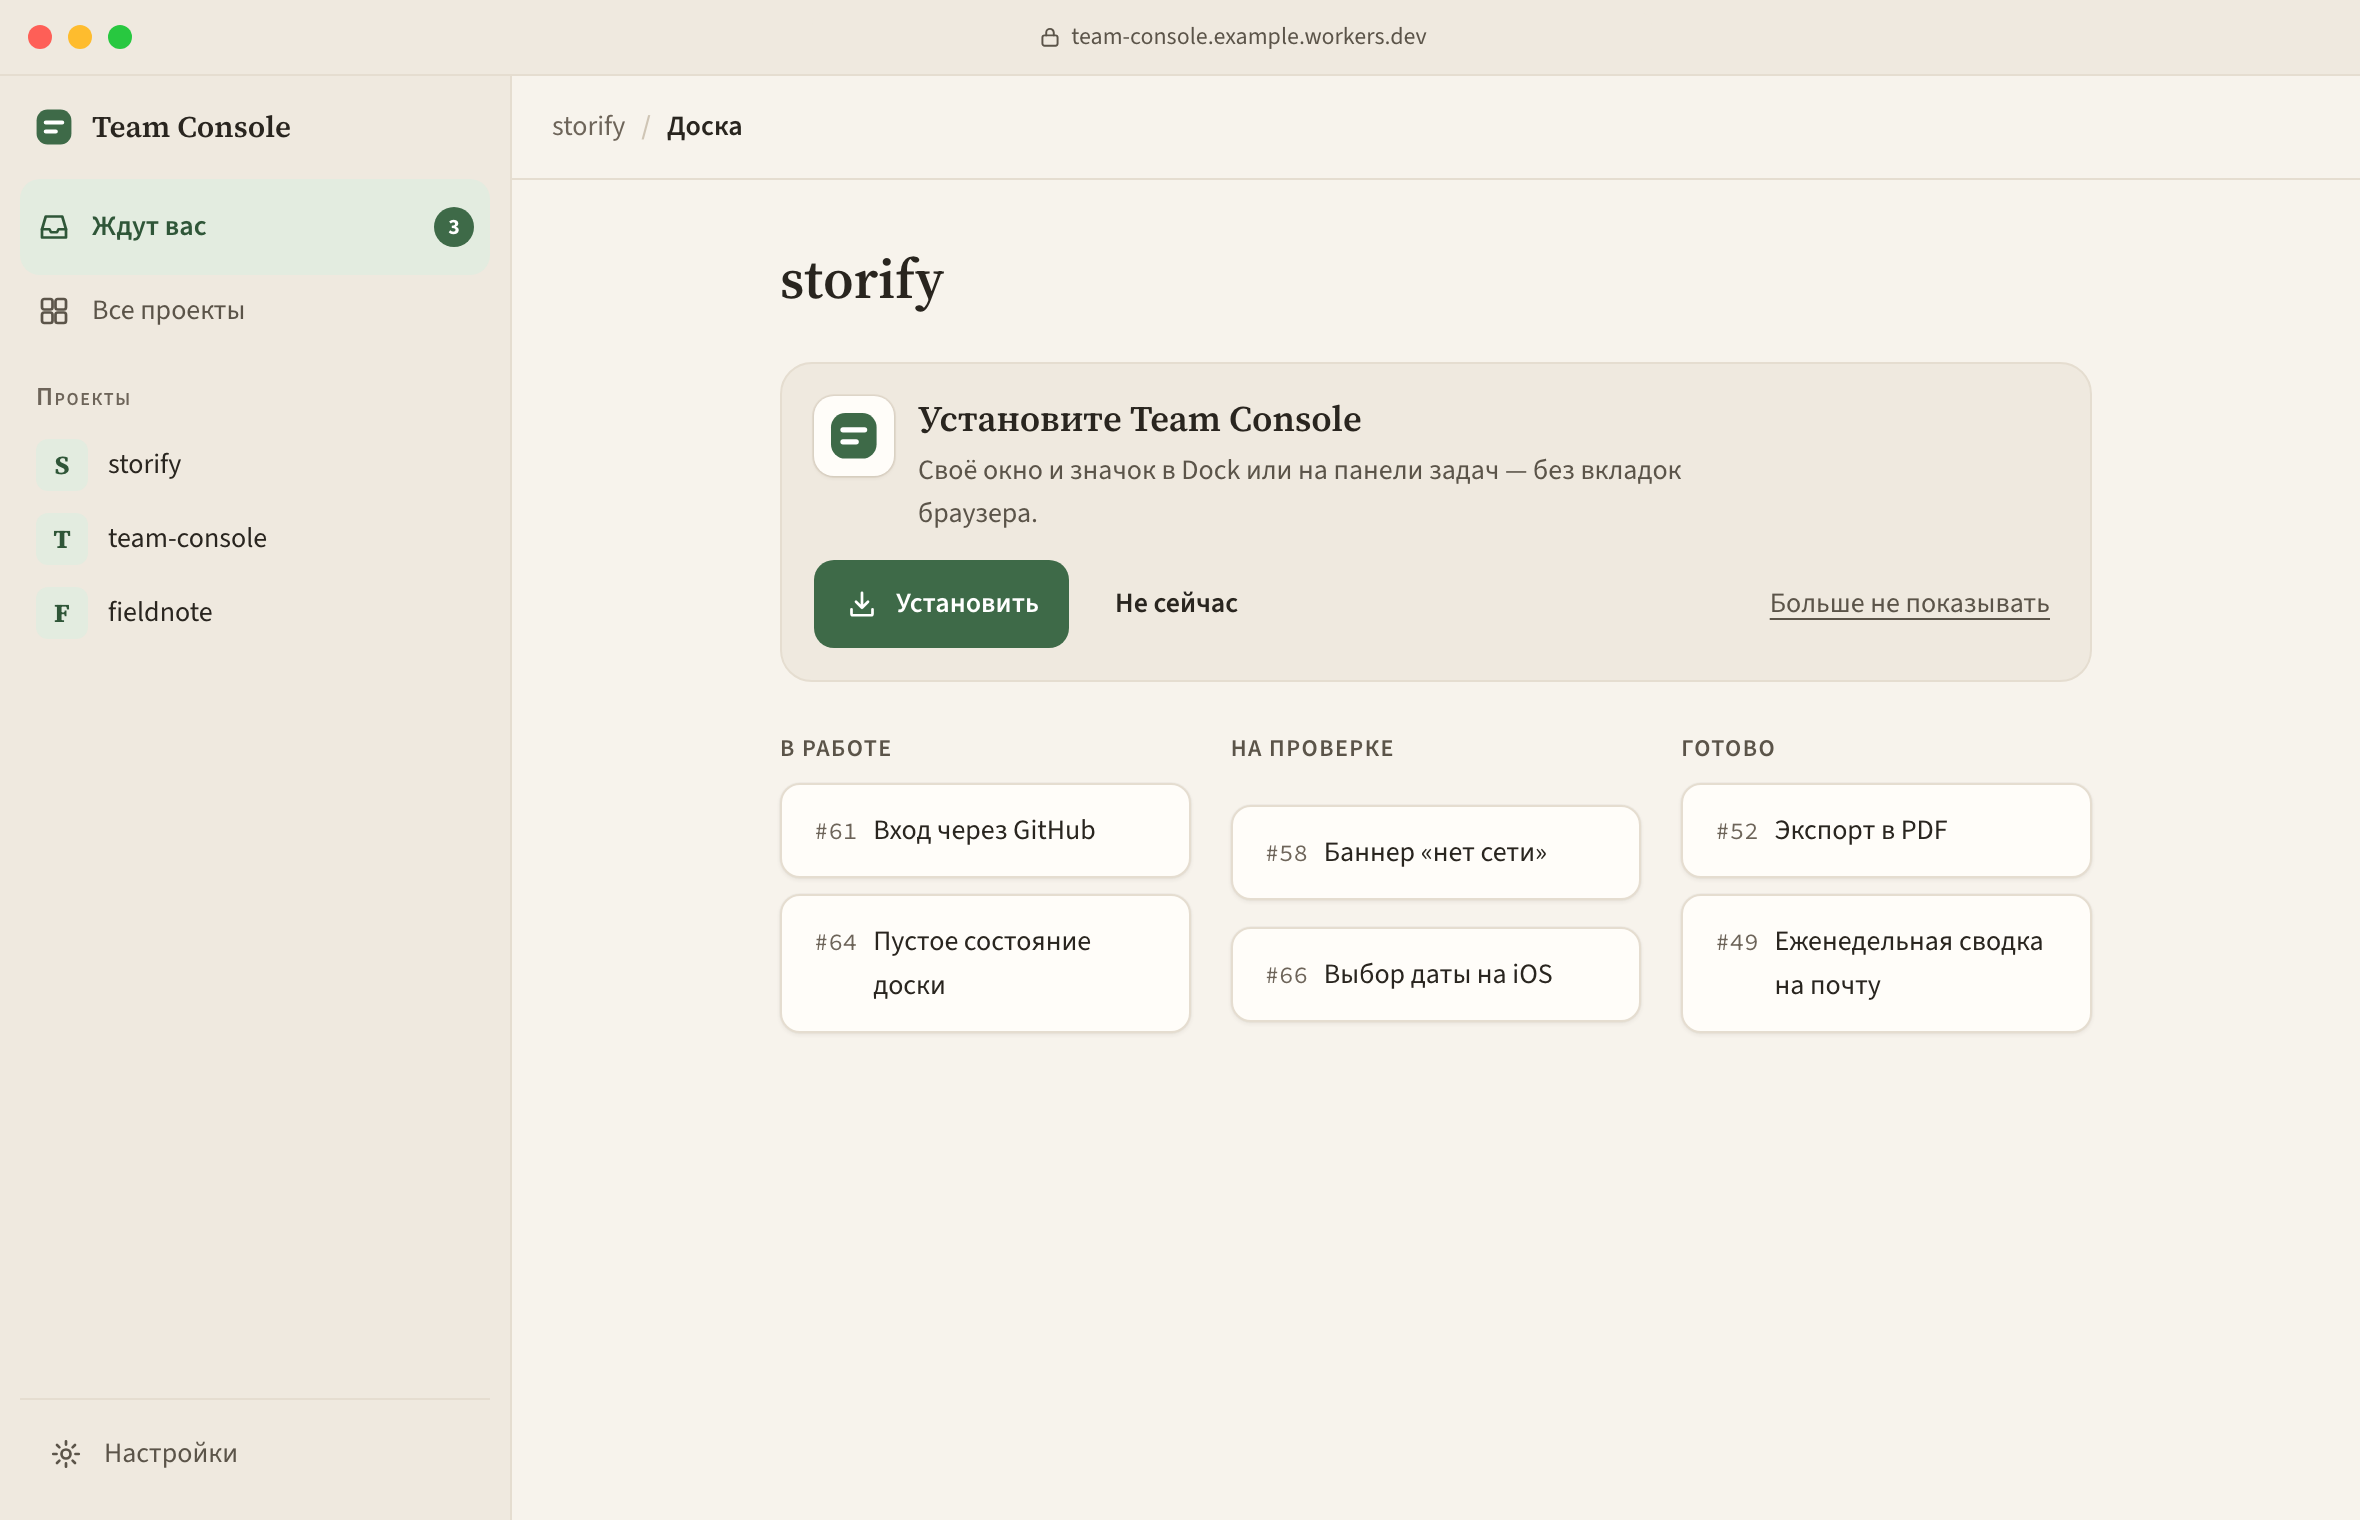 team-console.example.workers.dev
Team Console
Ждут вас 3
Все проекты
Проекты
S storify
T team-console
F fieldnote
Настройки
storify / Доска
storify
Установите Team Console
Своё окно и значок в Dock или на панели задач — без вкладок
браузера.
Установить
Не сейчас
Больше не показывать
В РАБОТЕ
#61 Вход через GitHub
#64 Пустое состояние
доски
НА ПРОВЕРКЕ
#58 Баннер «нет сети»
#66 Выбор даты на iOS
ГОТОВО
#52 Экспорт в PDF
#49 Еженедельная сводка
на почту